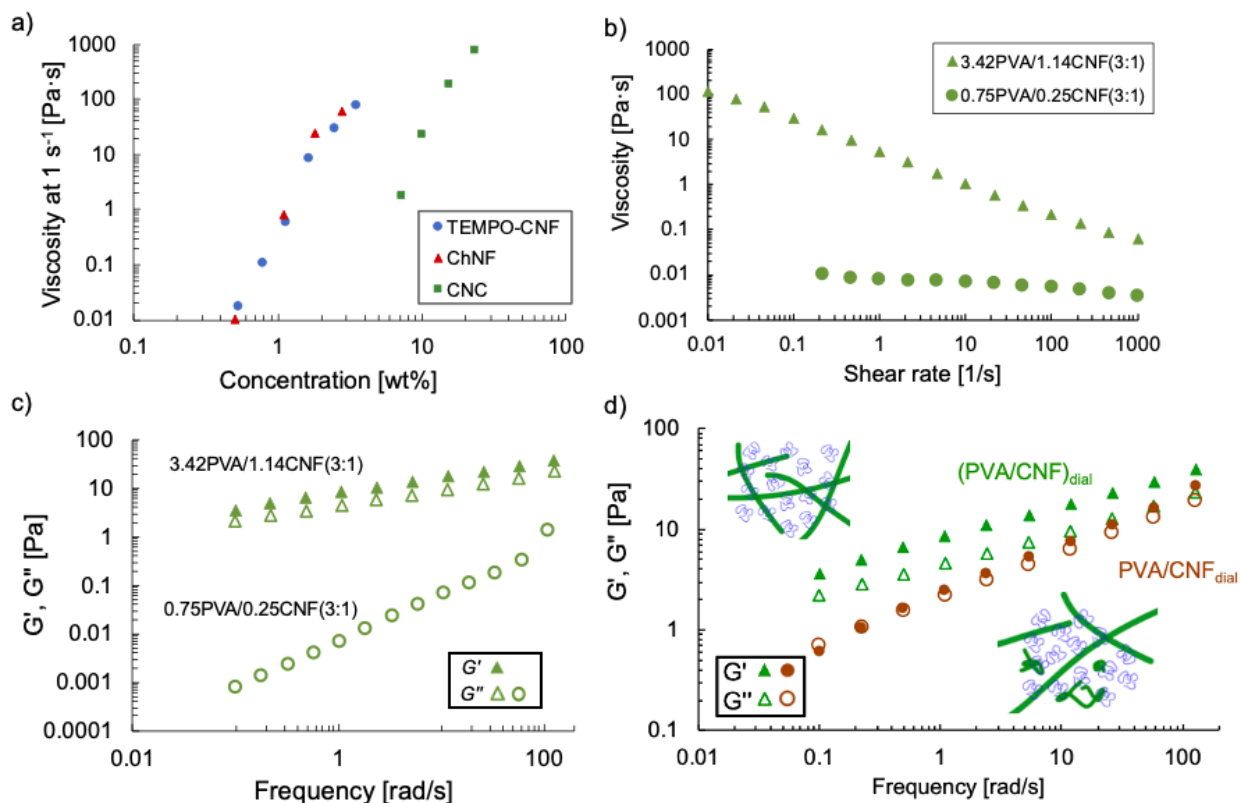 a)
1000
100
10
1
0.1
0.01
Viscosity at 1 s⁻¹ [Pa·s]
TEMPO-CNF
ChNF
CNC
0.1 1 10 100
Concentration [wt%]
b)
1000
100
10
1
0.1
0.01
0.001
Viscosity [Pa·s]
3.42PVA/1.14CNF(3:1)
0.75PVA/0.25CNF(3:1)
0.01 0.1 1 10 100 1000
Shear rate [1/s]
c)
100
10
1
0.1
0.01
0.001
0.0001
G', G" [Pa]
3.42PVA/1.14CNF(3:1)
0.75PVA/0.25CNF(3:1)
G'
G"
0.01 1 100
Frequency [rad/s]
d)
100
10
1
0.1
G', G" [Pa]
(PVA/CNF)dial
PVA/CNFdial
G'
G"
0.01 0.1 1 10 100
Frequency [rad/s]